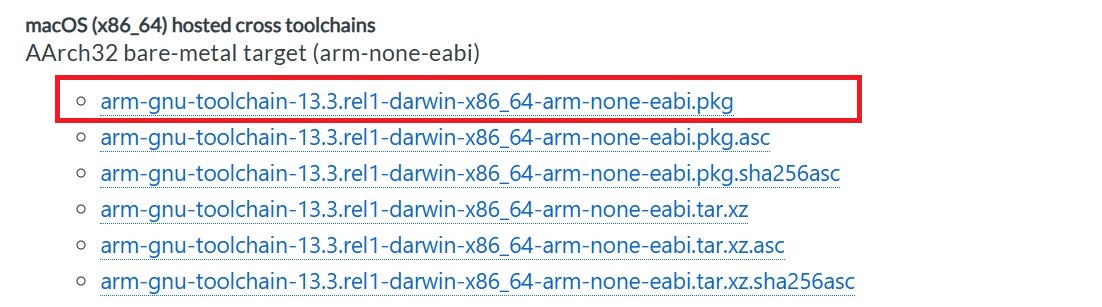 macOS (x86_64) hosted cross toolchains
AArch32 bare-metal target (arm-none-eabi)
arm-gnu-toolchain-13.3.rel1-darwin-x86_64-arm-none-eabi.pkg
arm-gnu-toolchain-13.3.rel1-darwin-x86_64-arm-none-eabi.pkg.asc
arm-gnu-toolchain-13.3.rel1-darwin-x86_64-arm-none-eabi.pkg.sha256asc
arm-gnu-toolchain-13.3.rel1-darwin-x86_64-arm-none-eabi.tar.xz
arm-gnu-toolchain-13.3.rel1-darwin-x86_64-arm-none-eabi.tar.xz.asc
arm-gnu-toolchain-13.3.rel1-darwin-x86_64-arm-none-eabi.tar.xz.sha256asc